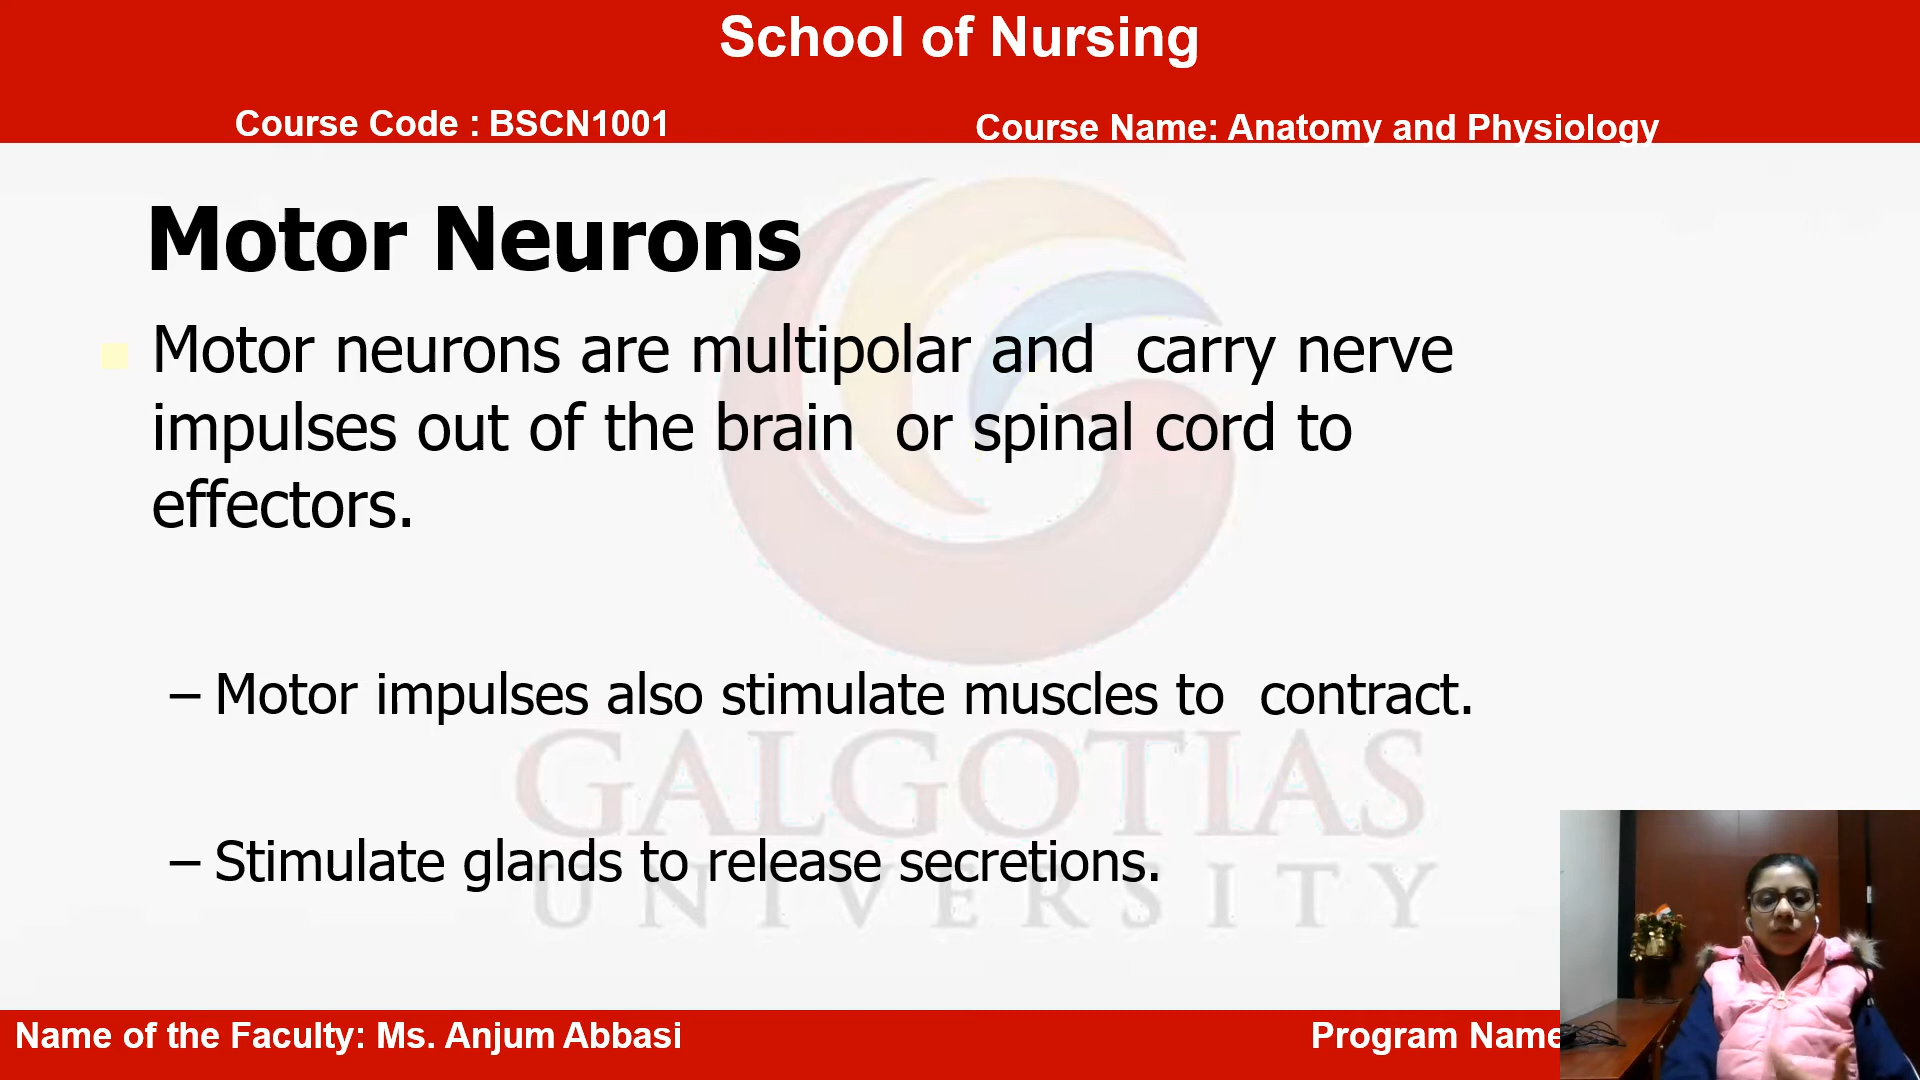 School of Nursing
Course Code : BSCN1001
Course Name: Anatomy and Physiology
Motor Neurons
Motor neurons are multipolar and carry nerve
impulses out of the brain or spinal cord to
effectors.
– Motor impulses also stimulate muscles to contract.
GALGOTIAS
– Stimulate glands to release secretions.
UNIVERSITY
Name of the Faculty: Ms. Anjum Abbasi
Program Name